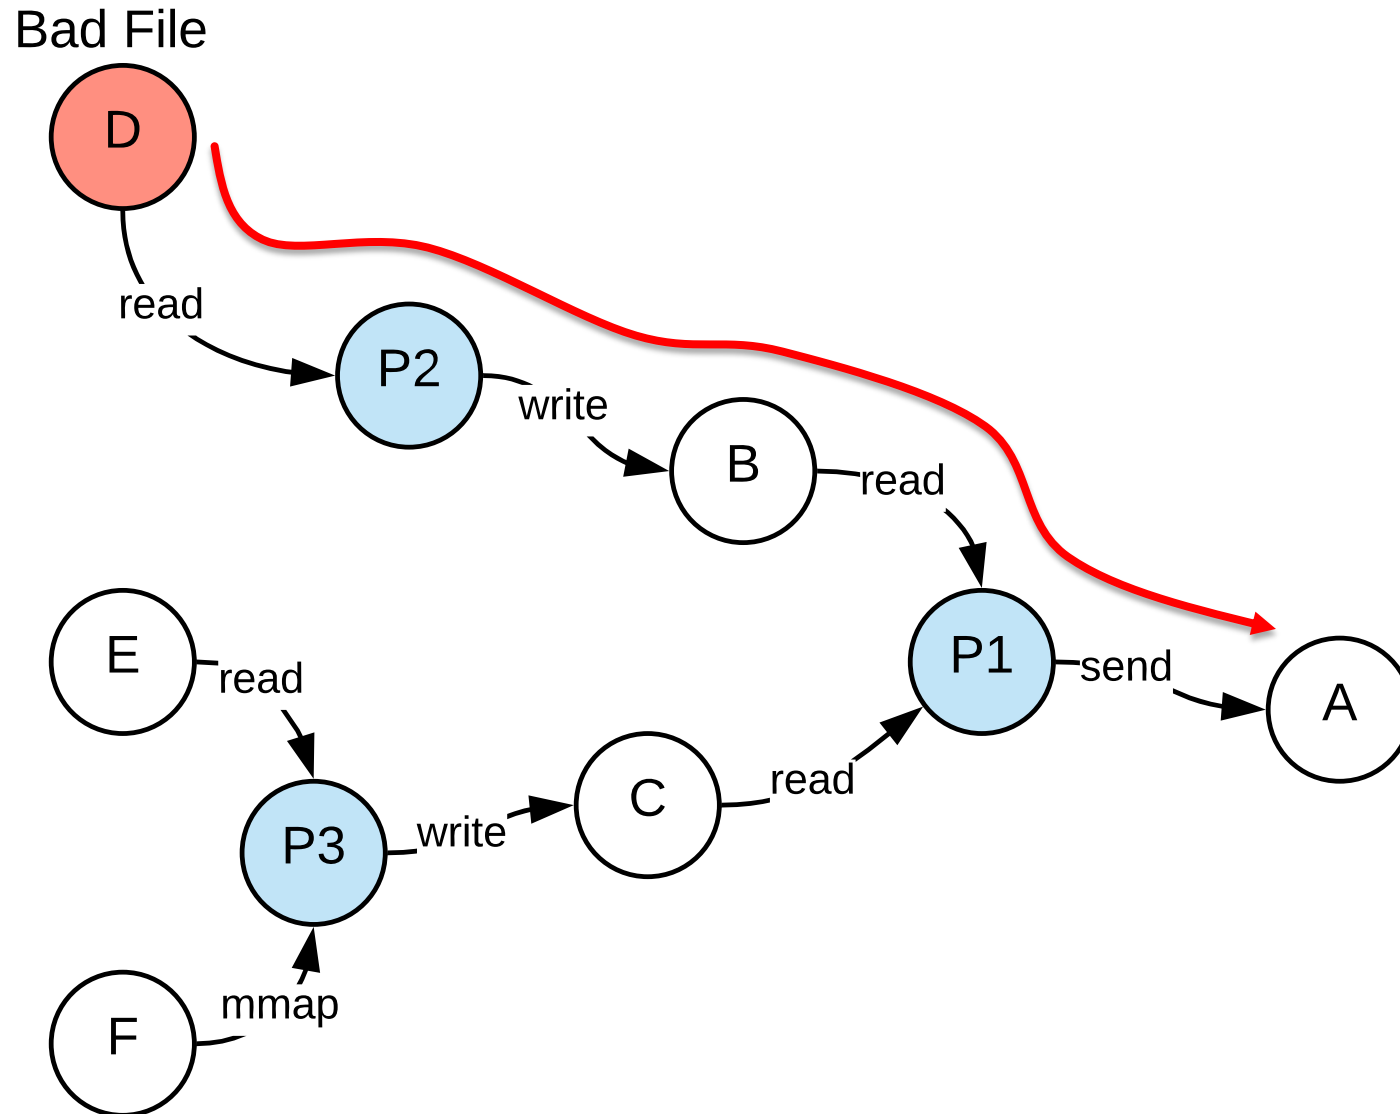 Bad File
D
read
P2
write
B
read
E
read
P1
send
A
P3
write
C
read
F
mmap